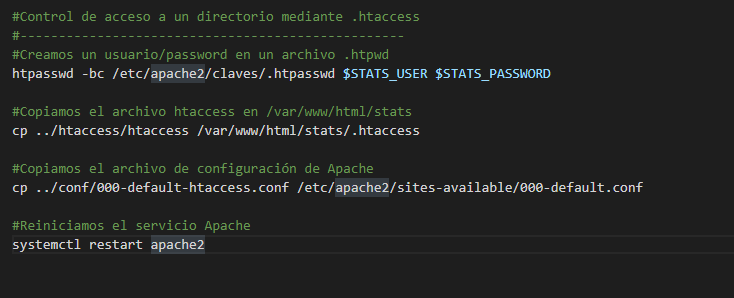 #Control de acceso a un directorio mediante .htaccess
#--------------------------------------------------
#Creamos un usuario/password en un archivo .htpwd
htpasswd -bc /etc/apache2/claves/.htpasswd $STATS_USER $STATS_PASSWORD
#Copiamos el archivo htaccess en /var/www/html/stats
cp ../htaccess/htaccess /var/www/html/stats/.htaccess
#Copiamos el archivo de configuración de Apache
cp ../conf/000-default-htaccess.conf /etc/apache2/sites-available/000-default.conf
#Reiniciamos el servicio Apache
systemctl restart apache2